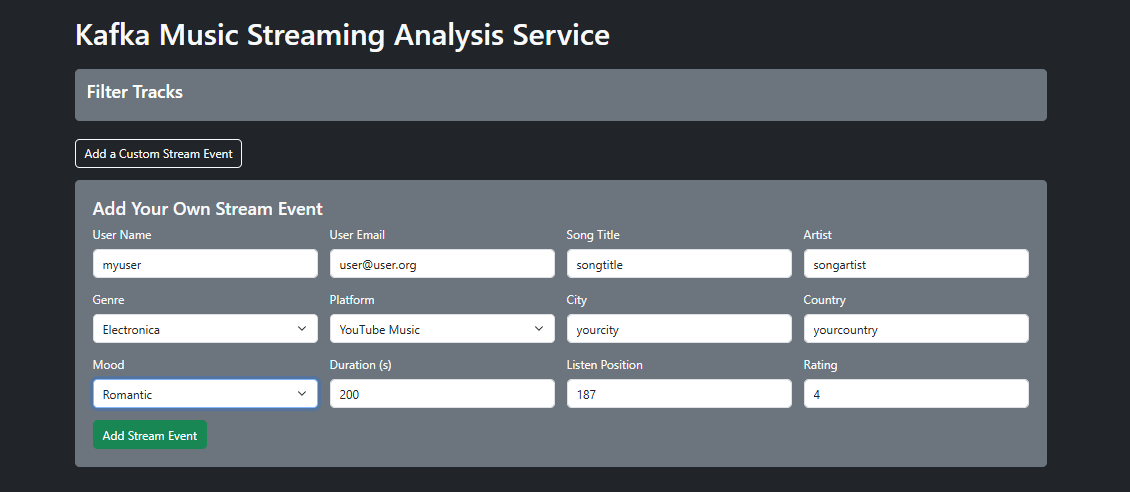 Kafka Music Streaming Analysis Service
Filter Tracks
Add a Custom Stream Event
Add Your Own Stream Event
User Name User Email Song Title Artist
myuser user@user.org songtitle songartist
Genre Platform City Country
Electronica YouTube Music yourcity yourcountry
Mood Duration (s) Listen Position Rating
Romantic 200 187 4
Add Stream Event